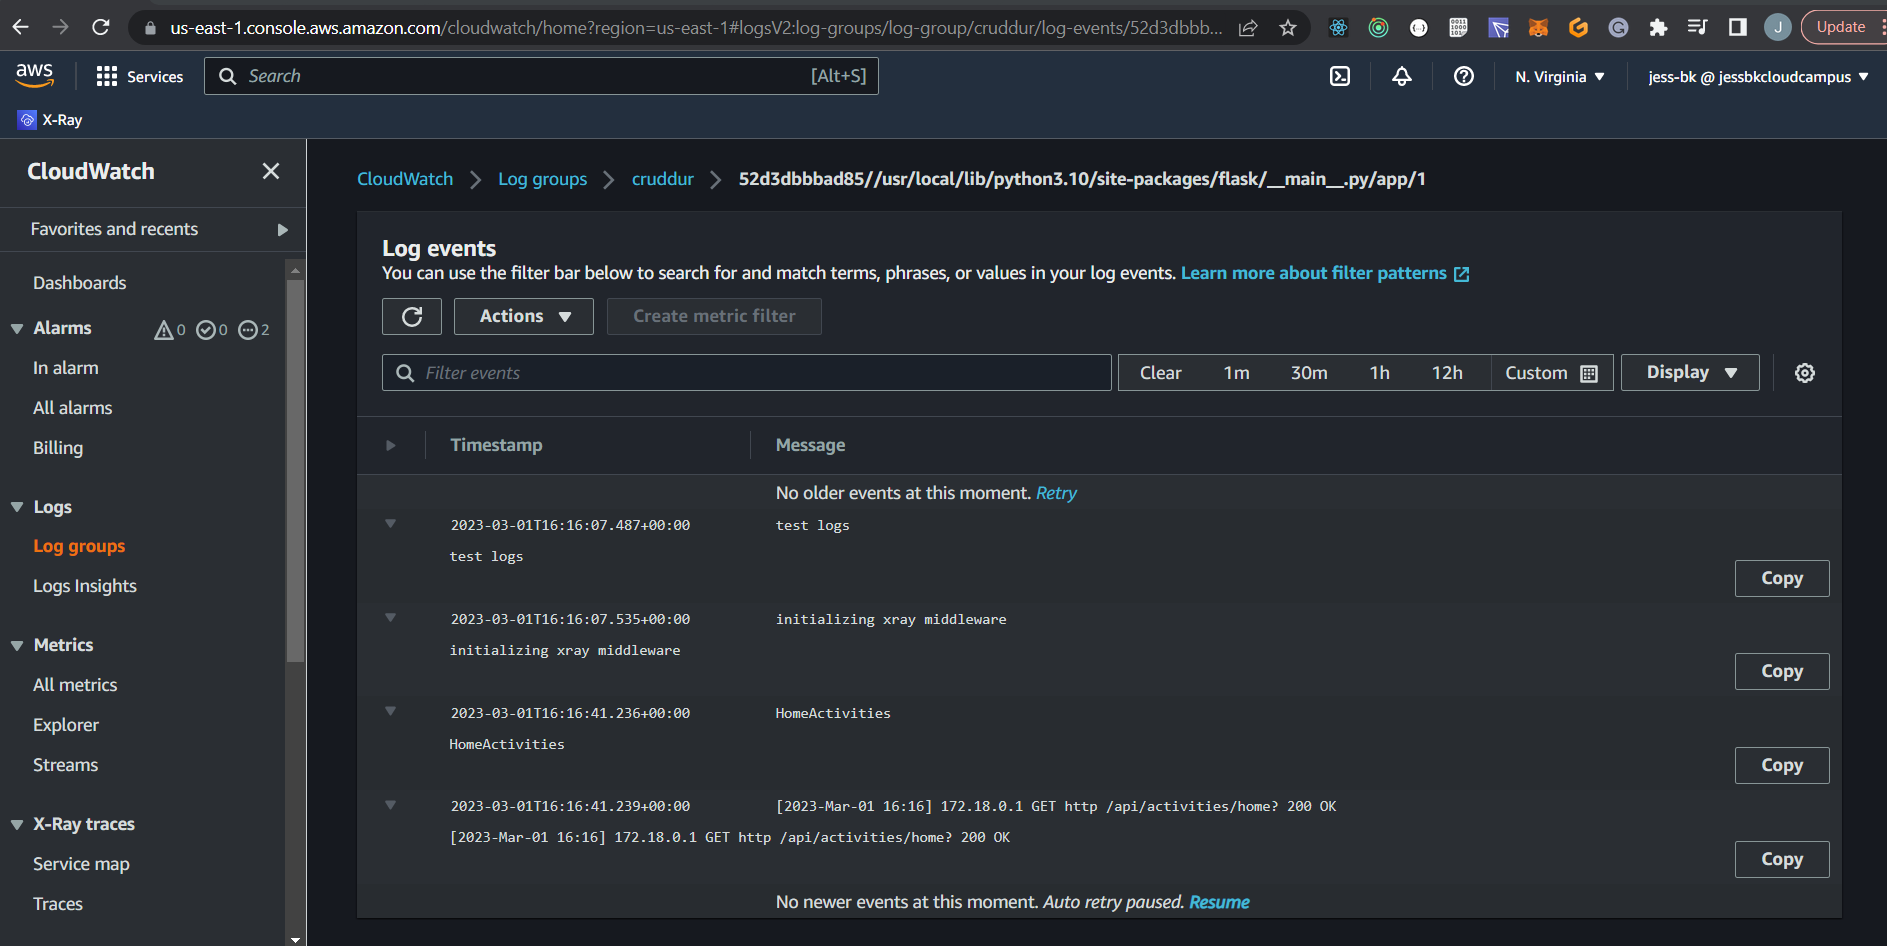 us-east-1.console.aws.amazon.com/cloudwatch/home?region=us-east-1#logsV2:log-groups/log-group/cruddur/log-events/52d3dbbb...
J
Update
aws
Services
Search
[Alt+S]
N. Virginia
jess-bk @ jessbkcloudcampus
X-Ray
CloudWatch
Favorites and recents
Dashboards
Alarms
0
0
2
In alarm
All alarms
Billing
Logs
Log groups
Logs Insights
Metrics
All metrics
Explorer
Streams
X-Ray traces
Service map
Traces
CloudWatch
Log groups
cruddur
52d3dbbbad85//usr/local/lib/python3.10/site-packages/flask/__main__.py/app/1
Log events
You can use the filter bar below to search for and match terms, phrases, or values in your log events. Learn more about filter patterns
Actions
Create metric filter
Filter events
Clear
1m
30m
1h
12h
Custom
Display
Timestamp
Message
No older events at this moment. Retry
2023-03-01T16:16:07.487+00:00
test logs
test logs
Copy
2023-03-01T16:16:07.535+00:00
initializing xray middleware
initializing xray middleware
Copy
2023-03-01T16:16:41.236+00:00
HomeActivities
HomeActivities
Copy
2023-03-01T16:16:41.239+00:00
[2023-Mar-01 16:16] 172.18.0.1 GET http /api/activities/home? 200 OK
[2023-Mar-01 16:16] 172.18.0.1 GET http /api/activities/home? 200 OK
Copy
No newer events at this moment. Auto retry paused. Resume